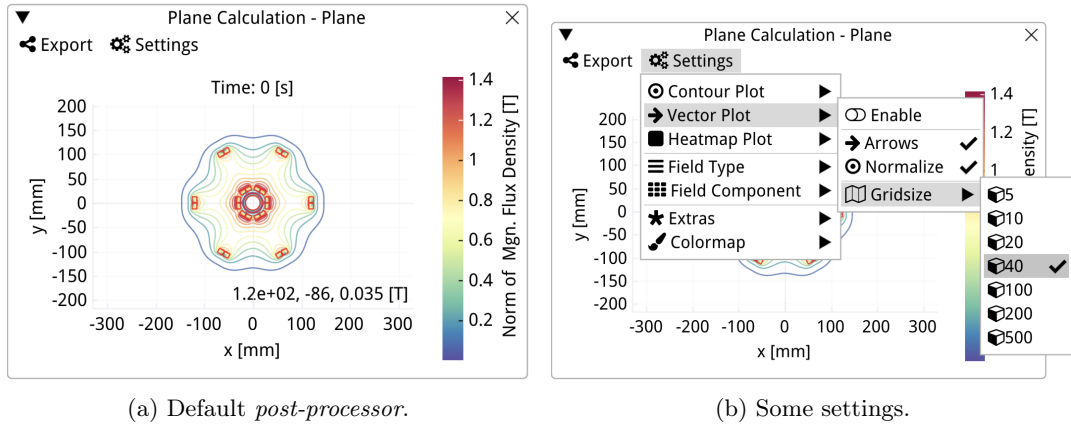 Plane Calculation - Plane
Export Settings
Time: 0 [s]
200
150
100
50
0
-50
-100
-150
-200
y [mm]
1.2e+02, -86, 0.035 [T]
-300 -200 -100 0 100 200 300
x [mm]
1.4
1.2
1
0.8
0.6
0.4
0.2
Norm of Mgn. Flux Density [T]
(a) Default post-processor.
Plane Calculation - Plane
Export Settings
Contour Plot
Vector Plot
Heatmap Plot
Field Type
Field Component
Extras
Colormap
Enable
Arrows
Normalize
Gridsize
5
10
20
40
100
200
500
200
150
100
50
0
-50
-100
-150
-200
y [mm]
-300 -200 -100 0 100 200 300
x [mm]
1.4
1.2
1
ensity [T]
(b) Some settings.